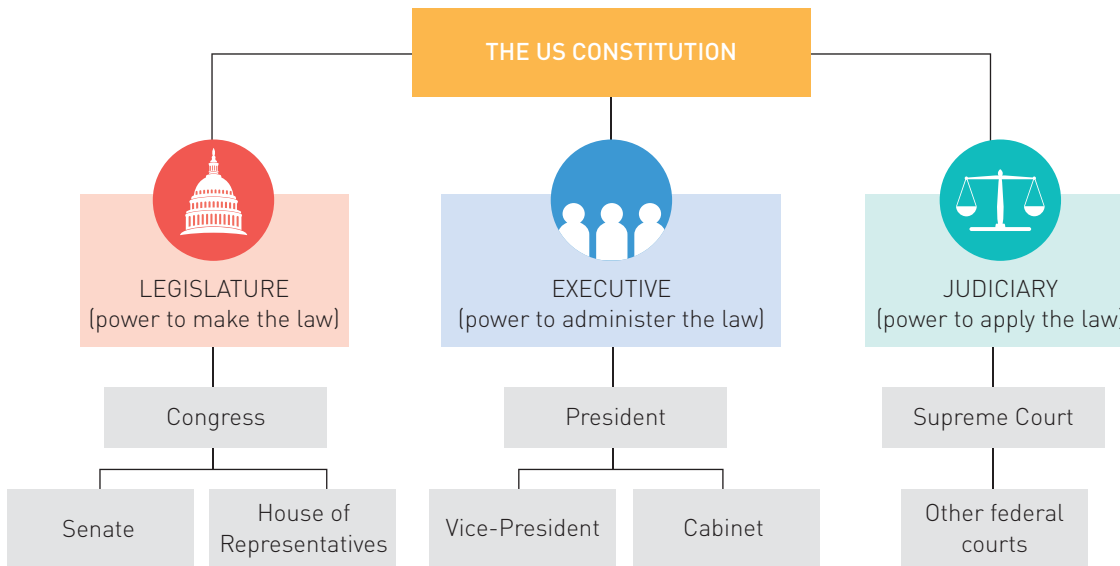 THE US CONSTITUTION
LEGISLATURE
(power to make the law)
EXECUTIVE
(power to administer the law)
JUDICIARY
(power to apply the law)
Congress
President
Supreme Court
Senate
House of
Representatives
Vice-President
Cabinet
Other federal
courts